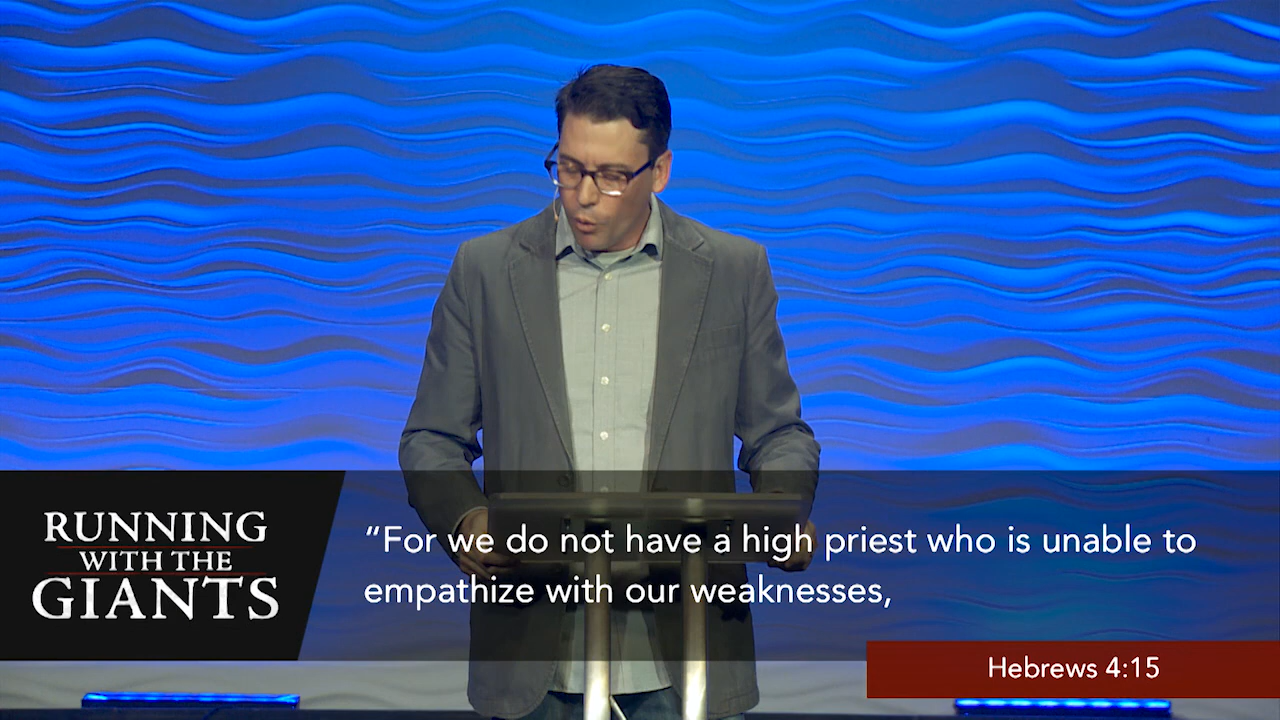 RUNNING
WITH THE
GIANTS
“For we do not have a high priest who is unable to
empathize with our weaknesses,
Hebrews 4:15